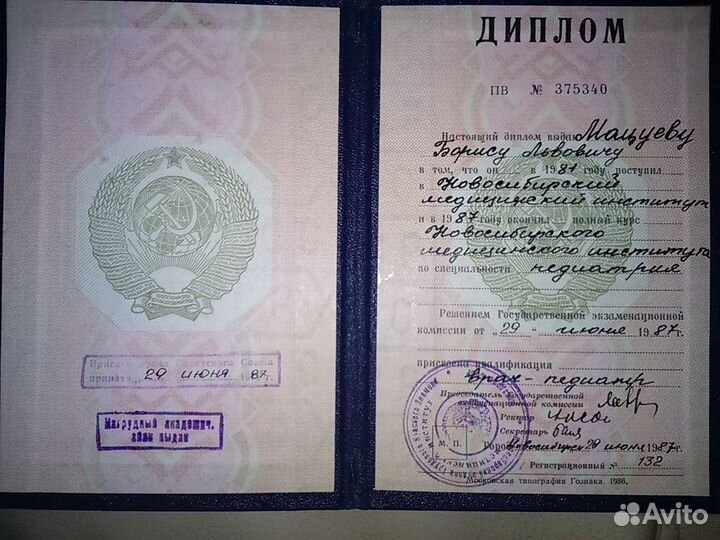 29 июня 87
Нагрудный академич.
знак выдан
ДИПЛОМ
ПВ № 375340
Настоящий диплом выдан Мацуеву
Борису Львовичу
в том, что он в 1981 году поступил
в Новосибирский
медицинский институт
и в 1987 году окончил полный курс
Новосибирского
медицинского института
по специальности педиатрия
Решением Государственной экзаменационной
комиссии от „29" июня 1987 г.
присвоена квалификация
врач-педиатр
Председатель Государственной
экзаменационной комиссии
Ректор
Секретарь
М. П.
Город Новосибирск 29 июня 1987 г.
Регистрационный № 132
Московская типография Гознака. 1986.
Avito